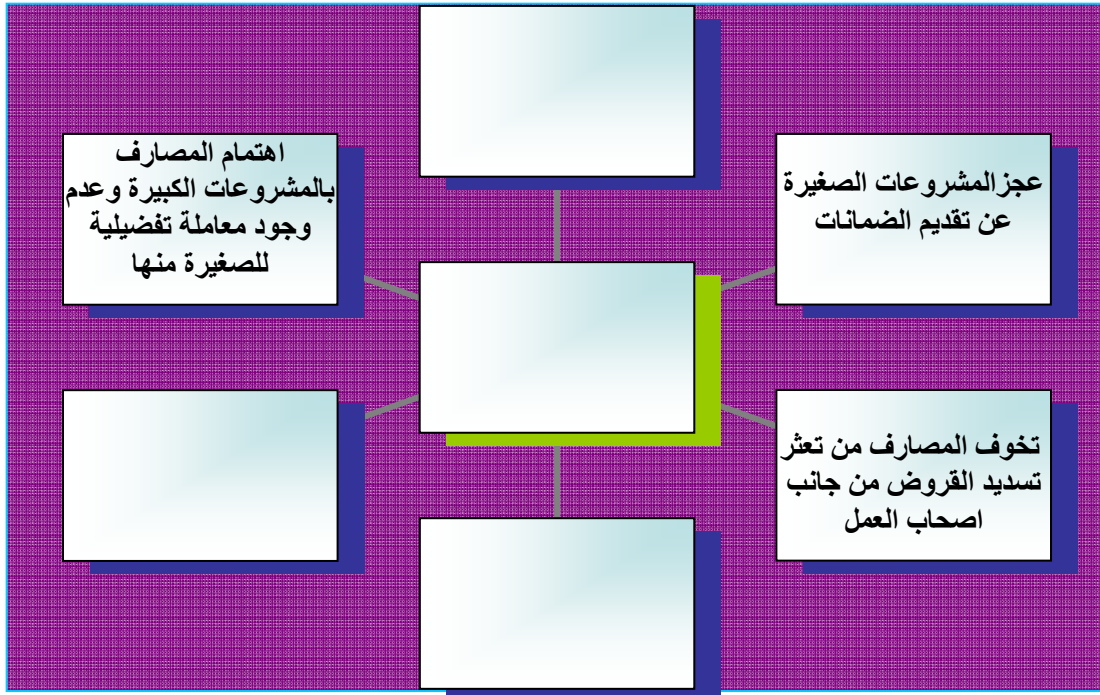 عجزالمشروعات الصغيرة
عن تقديم الضمانات
تخوف المصارف من تعثر
تسديد القروض من جانب
اصحاب العمل
اهتمام المصارف
بالمشروعات الكبيرة وعدم
وجود معاملة تفضيلية
للصغيرة منها